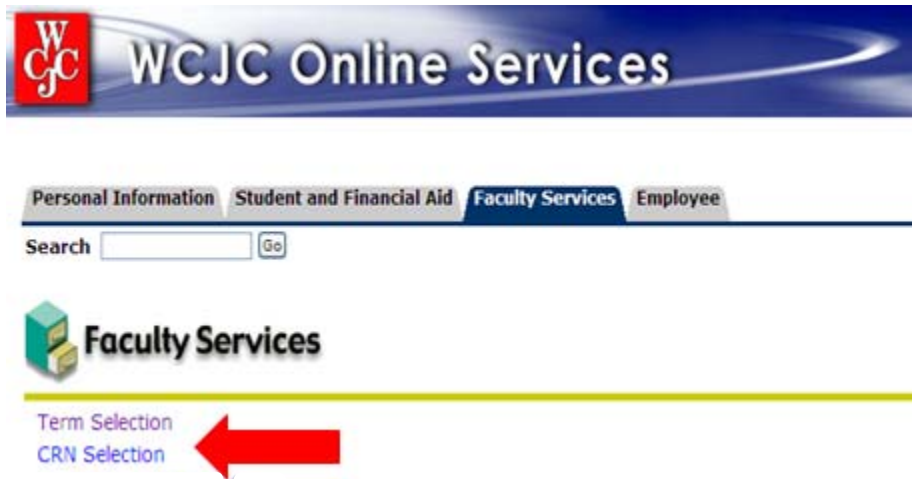 W
CJC
WCJC Online Services
Personal Information Student and Financial Aid Faculty Services Employee
Search Go
Faculty Services
Term Selection
CRN Selection